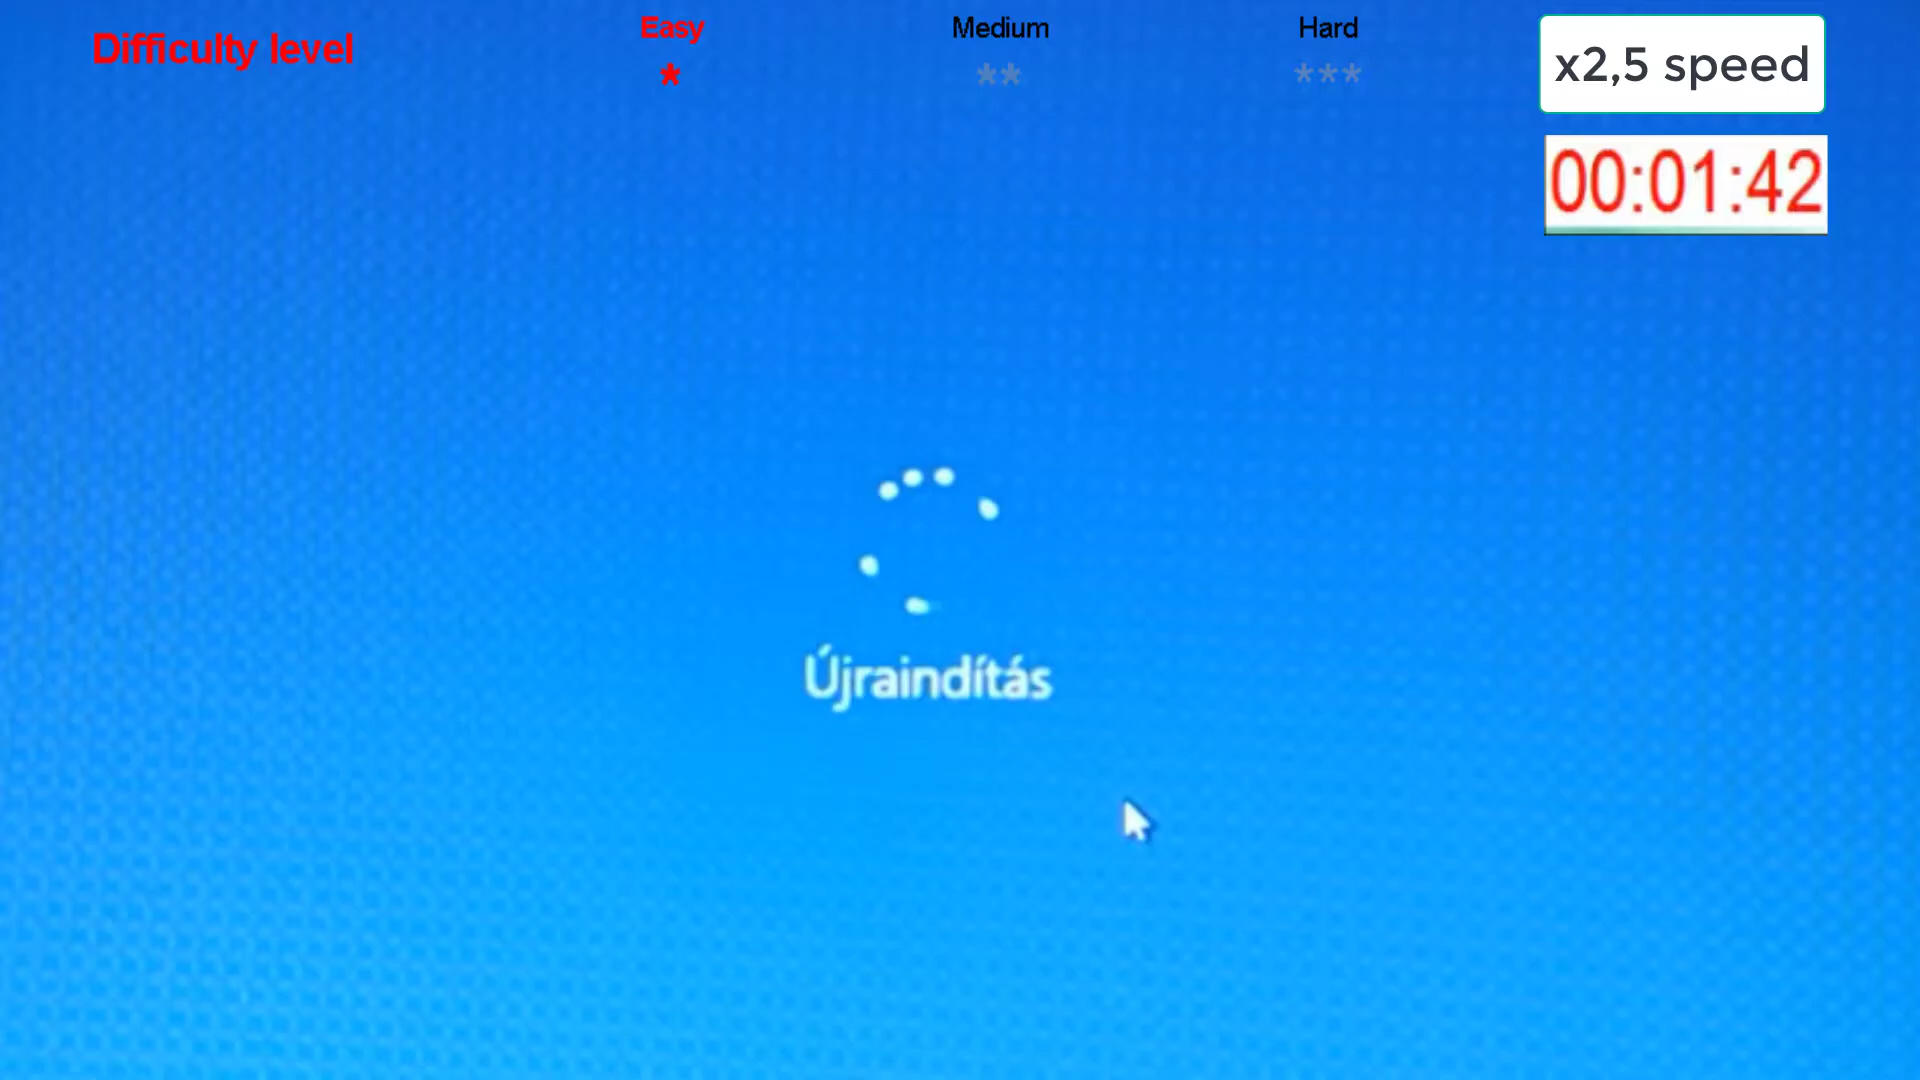 Difficulty level
Easy
*
Medium
**
Hard
***
x2,5 speed
00:01:42
Újraindítás